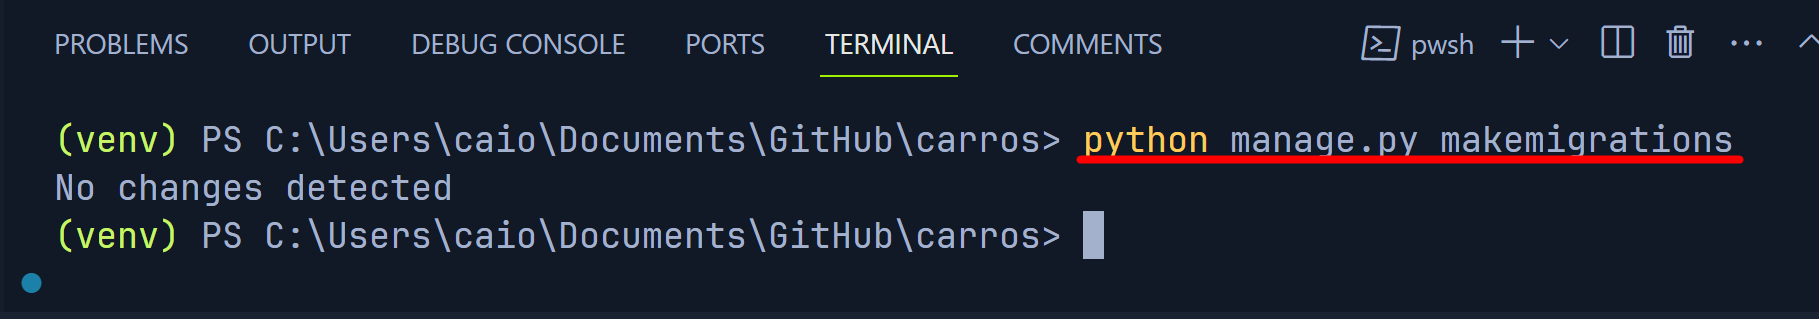 PROBLEMS OUTPUT DEBUG CONSOLE PORTS TERMINAL COMMENTS pwsh
(venv) PS C:\Users\caio\Documents\GitHub\carros> python manage.py makemigrations
No changes detected
(venv) PS C:\Users\caio\Documents\GitHub\carros>